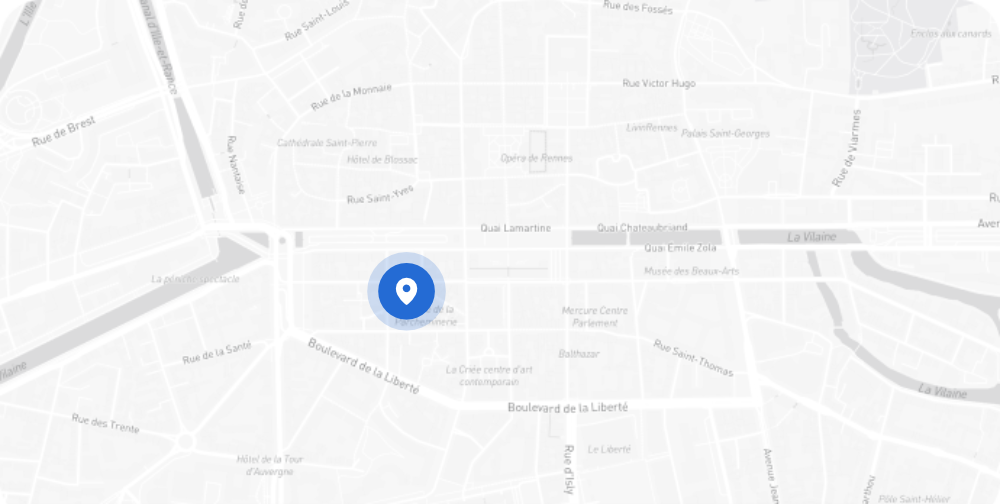 Rue des Fossés
Rue Saint-Louis
Canal d'Ille-et-Rance
Enclos aux canards
Rue Victor Hugo
Rue de la Monnaie
Rue de Brest
Rue Nantaise
LionRennes
Palais Saint-Georges
Rue de Viarmes
Cathédrale Saint-Pierre
Hôtel de Blossac
Opéra de Rennes
Rue Saint-Yves
Quai Lamartine
Quai Chateaubriand
La Vilaine
Quai Émile Zola
La péniche spectacle
Musée des Beaux-Arts
de la
Parcheminerie
Mercure Centre
Parlement
Rue de la Santé
Boulevard de la Liberté
Balthazar
Rue Saint-Thomas
La Criée centre d'art
contemporain
Vilaine
La Vilaine
Boulevard de la Liberté
Rue des Trente
Le Liberté
Rue d'Isly
Hôtel de la Tour
d'Auvergne
Avenue Jean
Pôle Saint-Hélier